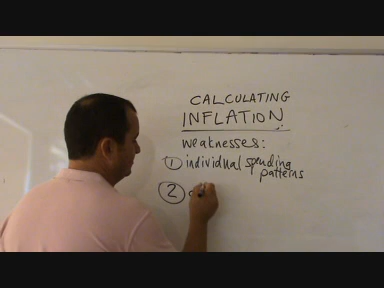 CALCULATING
INFLATION
Weaknesses:
① individual spending
patterns
②